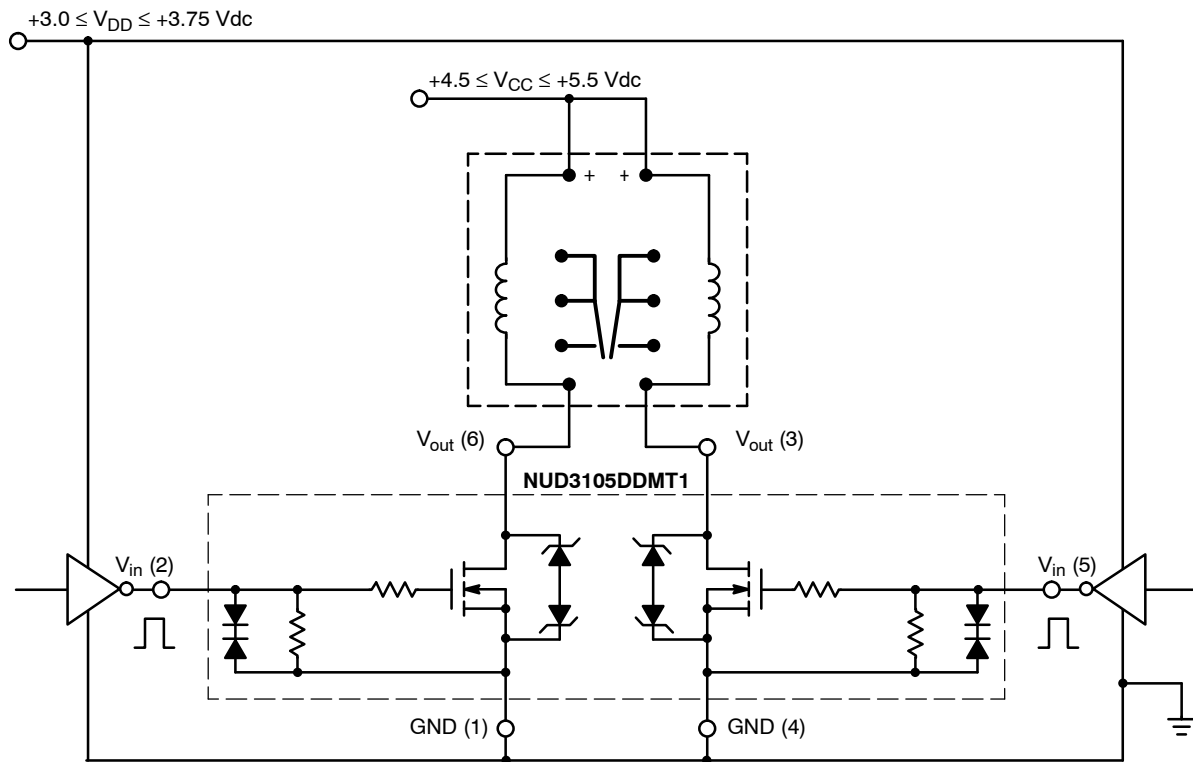 +3.0 ≤ VDD ≤ +3.75 Vdc
+4.5 ≤ VCC ≤ +5.5 Vdc
+ +
Vout (6)
Vout (3)
NUD3105DDMT1
Vin (2)
Vin (5)
GND (1)
GND (4)